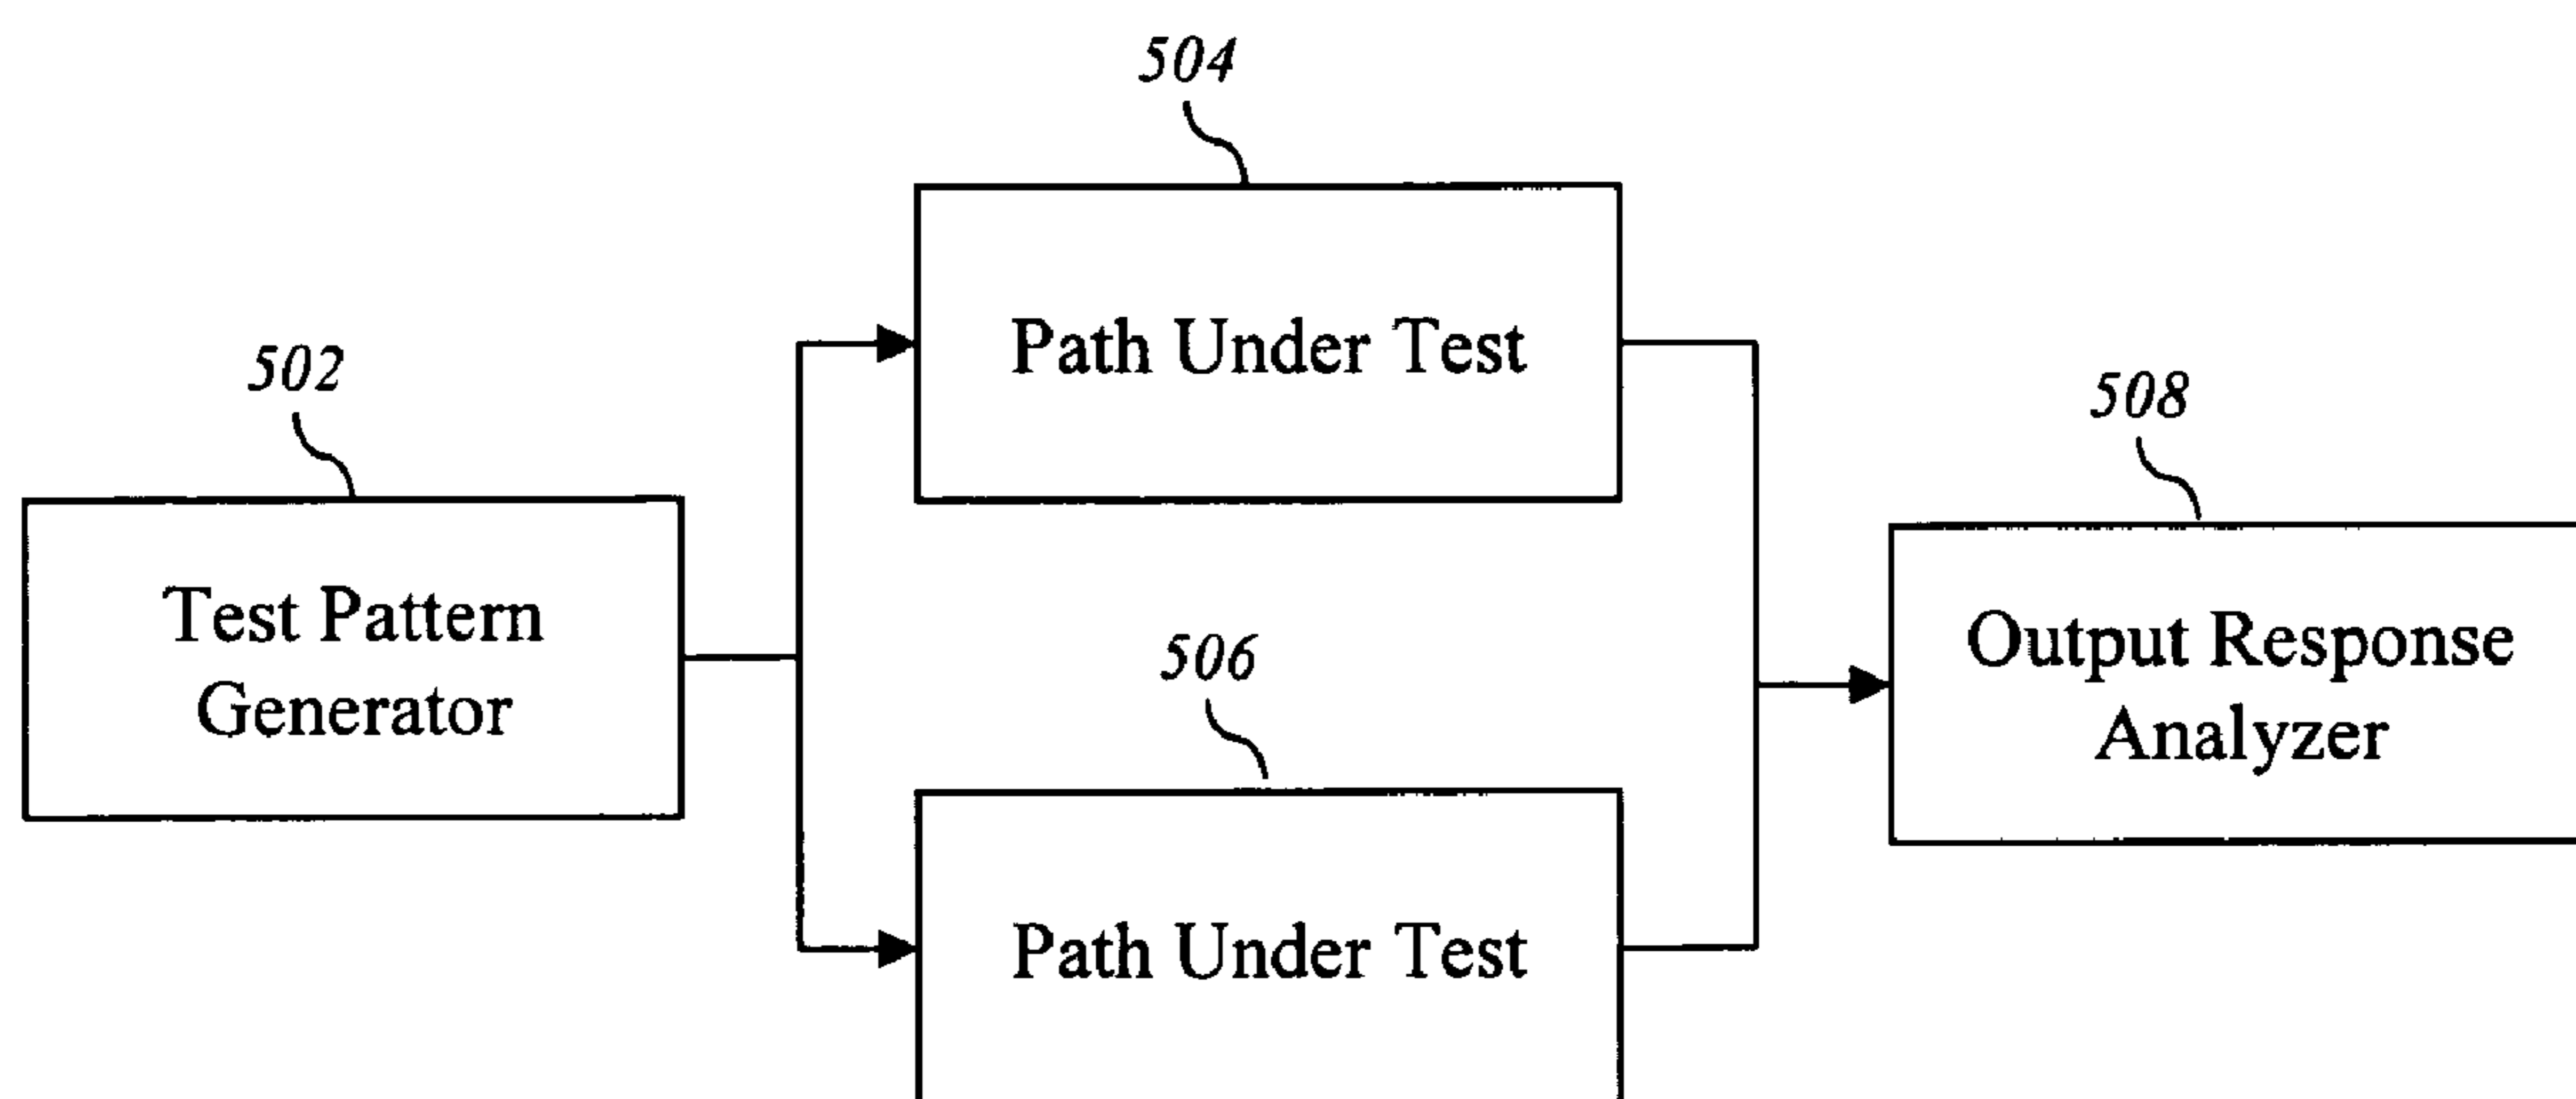 504
Path Under Test
502
Test Pattern
Generator
508
Output Response
Analyzer
506
Path Under Test